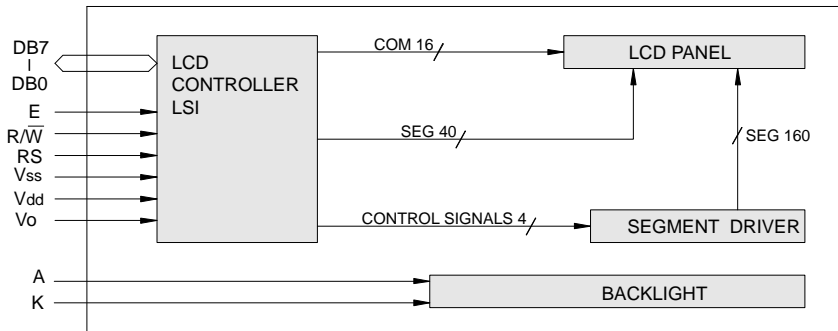 DB7
DB0
E
R/W̅
RS
Vss
Vdd
Vo
A
K
LCD
CONTROLLER
LSI
COM 16
SEG 40
CONTROL SIGNALS 4
LCD PANEL
SEG 160
SEGMENT DRIVER
BACKLIGHT